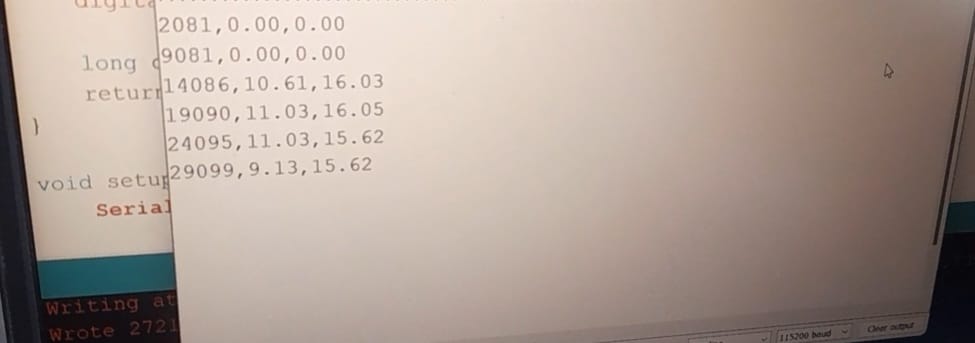 2081,0.00,0.00
9081,0.00,0.00
14086,10.61,16.03
19090,11.03,16.05
24095,11.03,15.62
29099,9.13,15.62
long
return
}
void setup
Serial
Writing at
Wrote 2721
115200 baud
Clear output